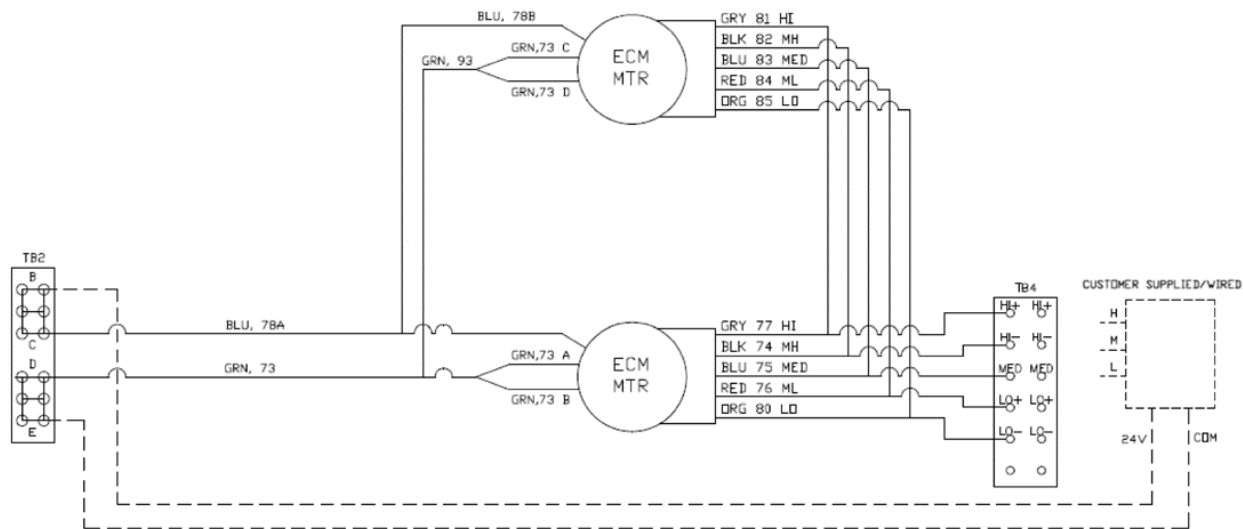 BLU, 78B
GRN, 93
GRN,73 C
GRN,73 D
ECM
MTR
GRY 81 HI
BLK 82 MH
BLU 83 MED
RED 84 ML
ORG 85 LO
TB2
B
C
D
E
BLU, 78A
GRN, 73
GRN,73 A
GRN,73 B
ECM
MTR
GRY 77 HI
BLK 74 MH
BLU 75 MED
RED 76 ML
ORG 80 LO
TB4
HI+ HI+
HI- HI-
MED MED
LO+ LO+
LO- LO-
CUSTOMER SUPPLIED/WIRED
H
M
L
24V
COM